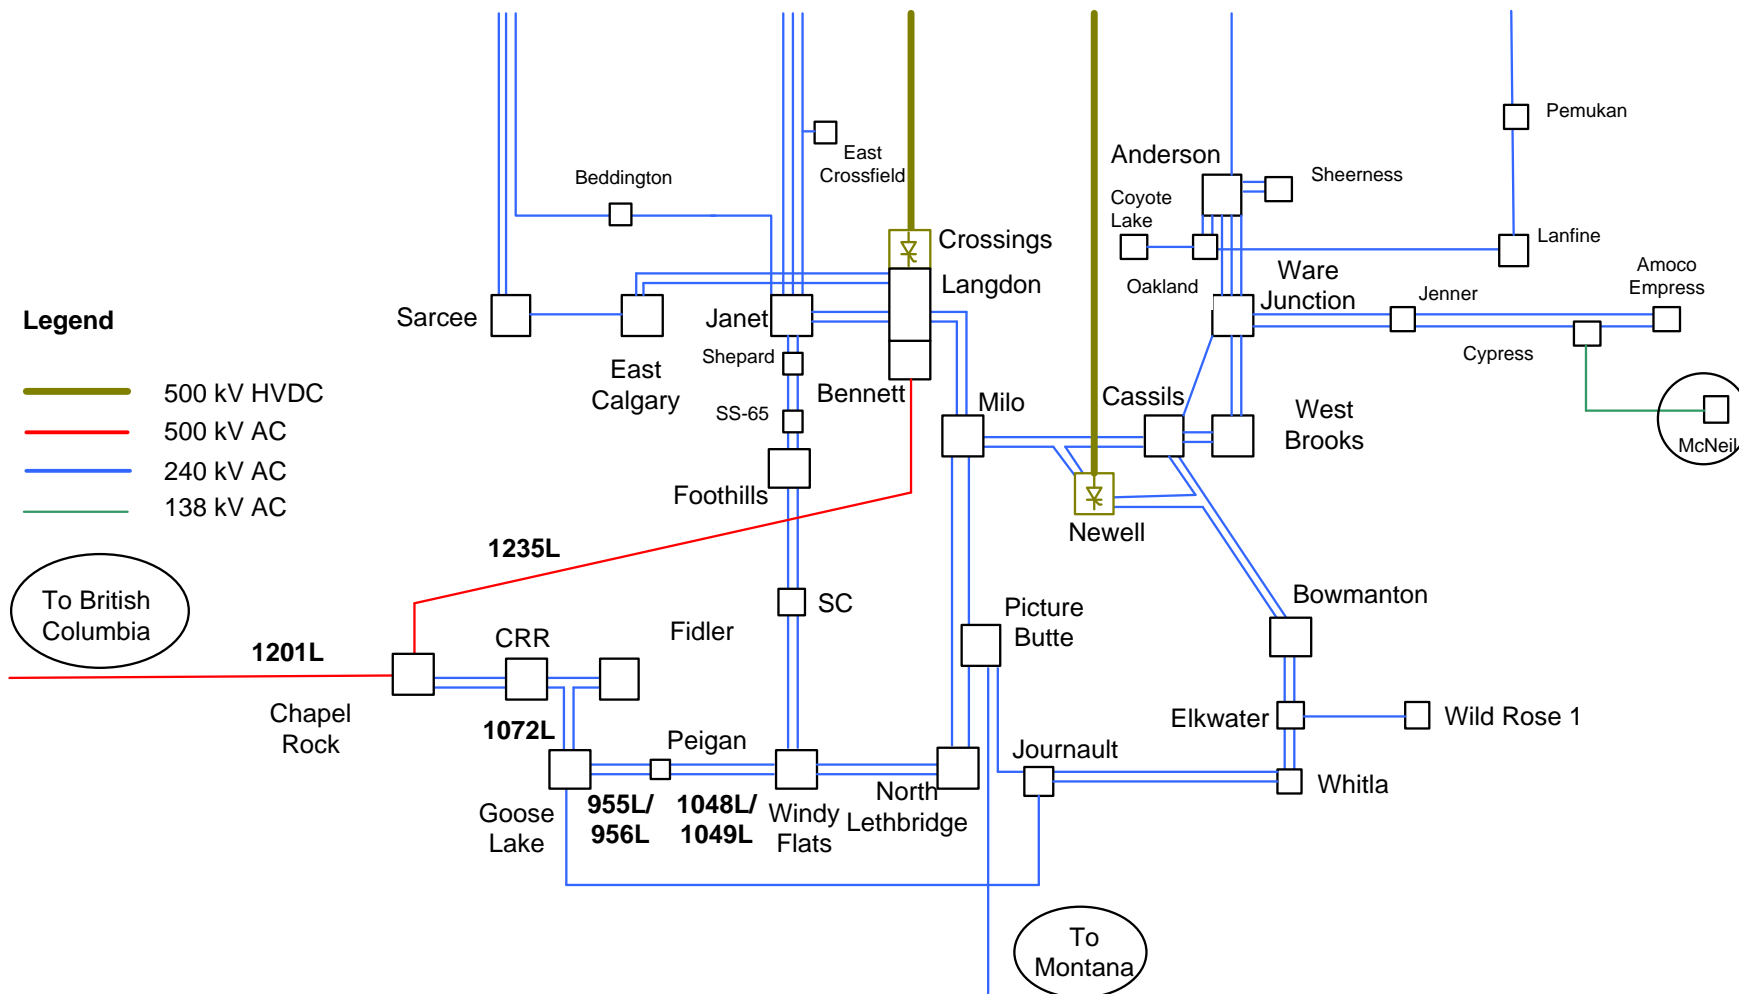 Pemukan
Anderson
Sheerness
East
Crossfield
Beddington
Coyote
Lake
Crossings
Lanfine
Langdon
Oakland
Ware
Junction
Amoco
Empress
Jenner
Legend
Sarcee
Janet
Shepard
Cypress
East
Calgary
Bennett
500 kV HVDC
500 kV AC
240 kV AC
138 kV AC
SS-65
Milo
Cassils
West
Brooks
McNeil
Foothills
Newell
1235L
To British
Columbia
SC
Picture
Butte
Bowmanton
1201L
CRR
Fidler
Chapel
Rock
1072L
Peigan
Journault
Elkwater
Wild Rose 1
Goose
Lake
955L/
956L
1048L/
1049L
Windy
Flats
North
Lethbridge
Whitla
To
Montana